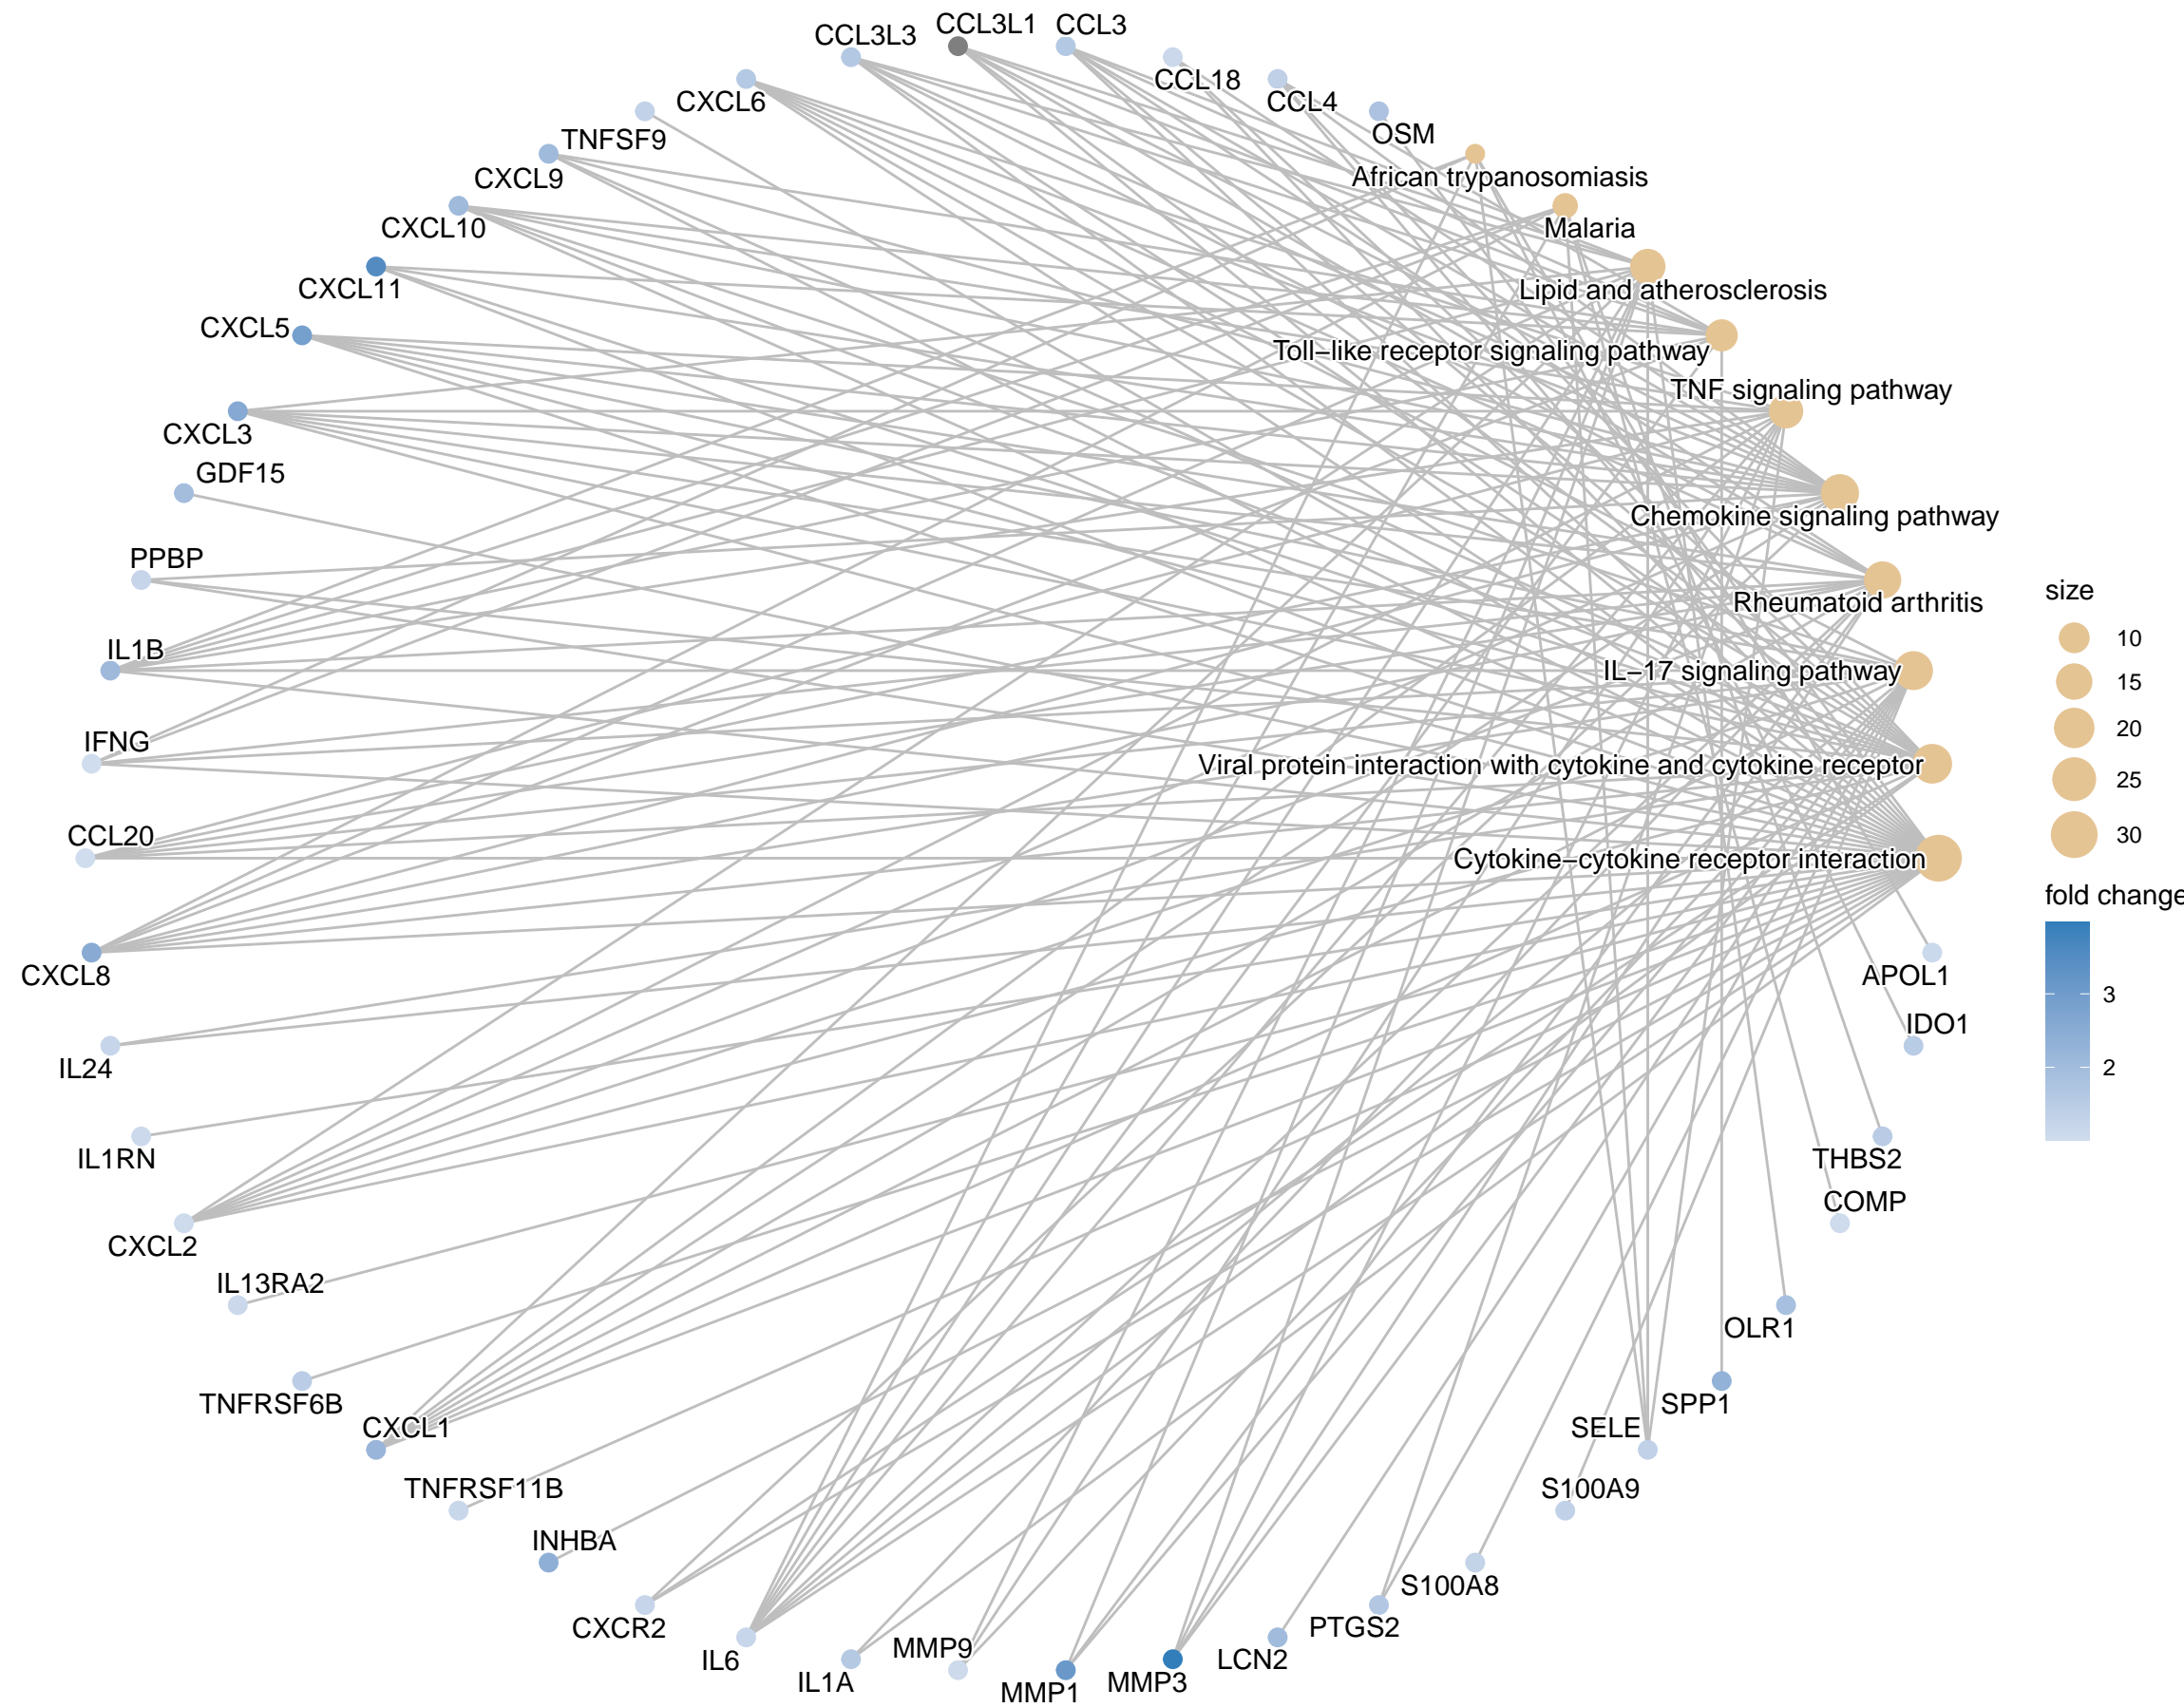 CCL3L3
CCL3L1
CCL3
CXCL6
CCL18
CCL4
TNFSF9
OSM
CXCL9
African trypanosomiasis
CXCL10
Malaria
CXCL11
Lipid and atherosclerosis
CXCL5
Toll−like receptor signaling pathway
TNF signaling pathway
CXCL3
GDF15
Chemokine signaling pathway
PPBP
Rheumatoid arthritis
IL1B
IL−17 signaling pathway
IFNG
Viral protein interaction with cytokine and cytokine receptor
CCL20
Cytokine−cytokine receptor interaction
CXCL8
APOL1
IDO1
IL24
IL1RN
THBS2
COMP
CXCL2
IL13RA2
OLR1
TNFRSF6B
SPP1
CXCL1
SELE
TNFRSF11B
S100A9
INHBA
S100A8
CXCR2
PTGS2
IL6
MMP9
LCN2
IL1A
MMP1
MMP3
size
10
15
20
25
30
fold change
3
2